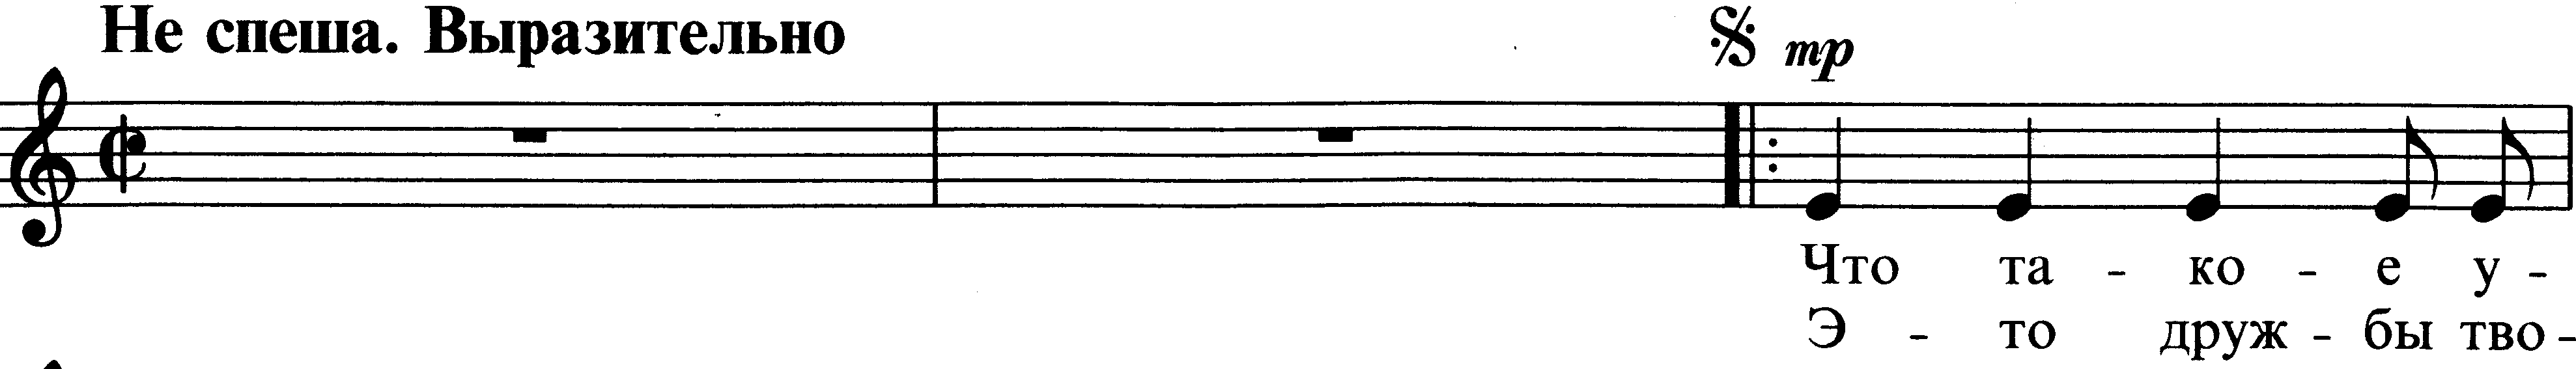 Не спеша. Выразительно
mp
Что та - ко - е у -
Э - то друж - бы тво -